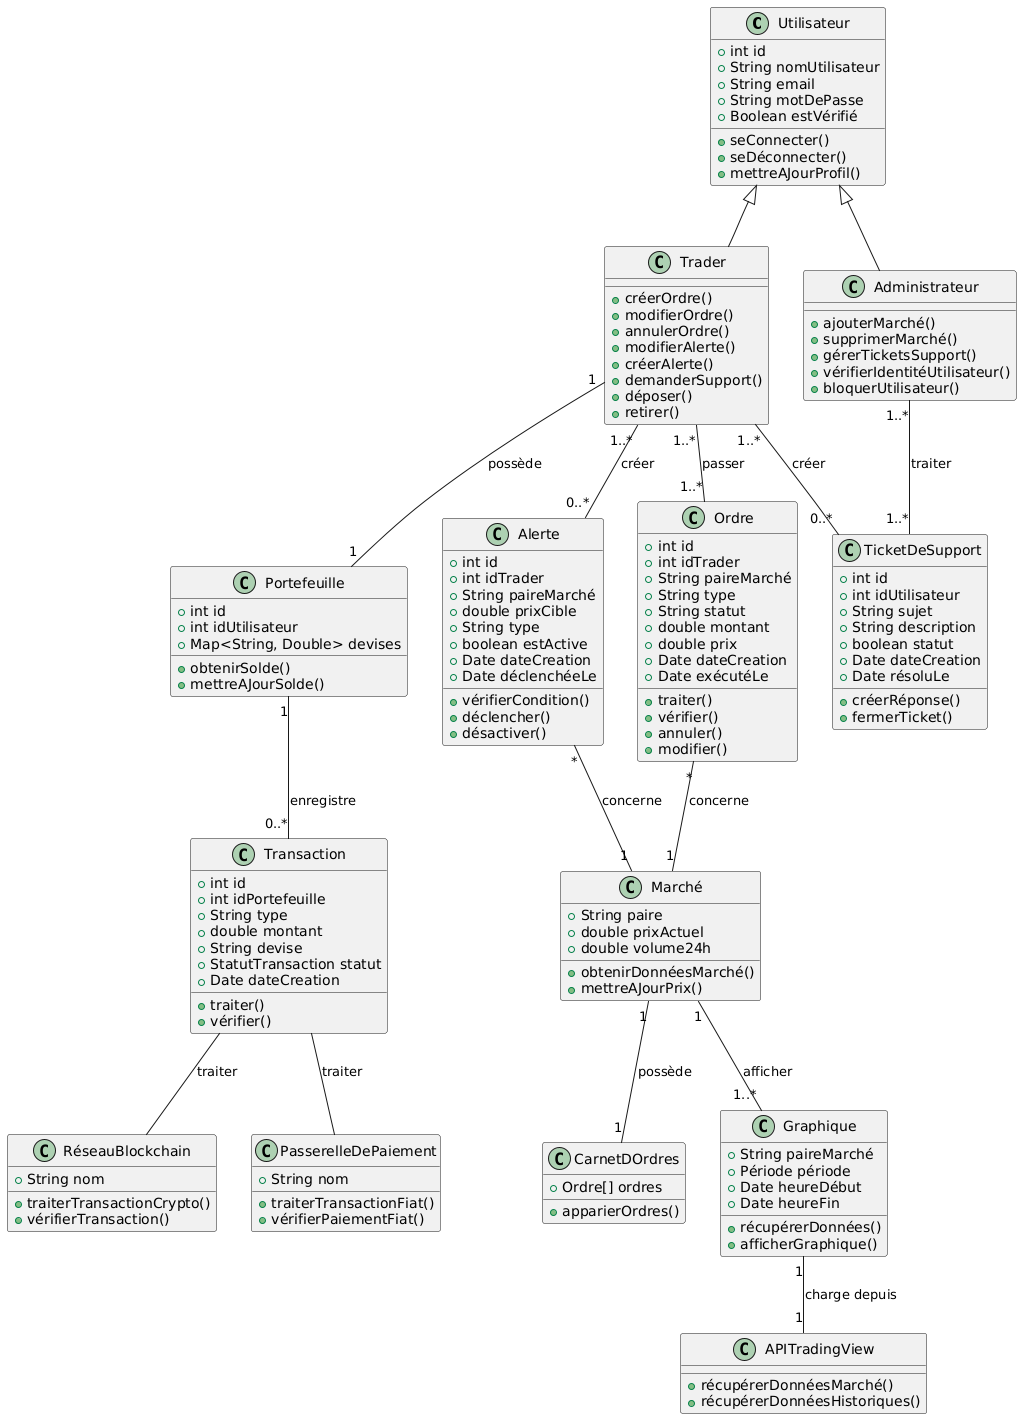 C Utilisateur
int id
String nomUtilisateur
String email
String motDePasse
Boolean estVérifié
seConnecter()
seDéconnecter()
mettreAJourProfil()
C Trader
créerOrdre()
modifierOrdre()
annulerOrdre()
modifierAlerte()
créerAlerte()
demanderSupport()
déposer()
retirer()
C Administrateur
ajouterMarché()
supprimerMarché()
gérerTicketsSupport()
vérifierIdentitéUtilisateur()
bloquerUtilisateur()
1
possède
1
1..*
créer
0..*
1..*
passer
1..*
1..*
créer
0..*
1..*
traiter
1..*
C Portefeuille
int id
int idUtilisateur
Map<String, Double> devises
obtenirSolde()
mettreAJourSolde()
C Alerte
int id
int idTrader
String paireMarché
double prixCible
String type
boolean estActive
Date dateCreation
Date déclenchéeLe
vérifierCondition()
déclencher()
désactiver()
C Ordre
int id
int idTrader
String paireMarché
String type
String statut
double montant
double prix
Date dateCreation
Date exécutéLe
traiter()
vérifier()
annuler()
modifier()
C TicketDeSupport
int id
int idUtilisateur
String sujet
String description
boolean statut
Date dateCreation
Date résoluLe
créerRéponse()
fermerTicket()
1
enregistre
0..*
*
concerne
1
*
concerne
1
C Transaction
int id
int idPortefeuille
String type
double montant
String devise
StatutTransaction statut
Date dateCreation
traiter()
vérifier()
C Marché
String paire
double prixActuel
double volume24h
obtenirDonnéesMarché()
mettreAJourPrix()
traiter
traiter
1
possède
1
1
afficher
1..*
C RéseauBlockchain
String nom
traiterTransactionCrypto()
vérifierTransaction()
C PasserelleDePaiement
String nom
traiterTransactionFiat()
vérifierPaiementFiat()
C CarnetDOrdres
Ordre[] ordres
apparierOrdres()
C Graphique
String paireMarché
Période période
Date heureDébut
Date heureFin
récupérerDonnées()
afficherGraphique()
1
charge depuis
1
C APITradingView
récupérerDonnéesMarché()
récupérerDonnéesHistoriques()